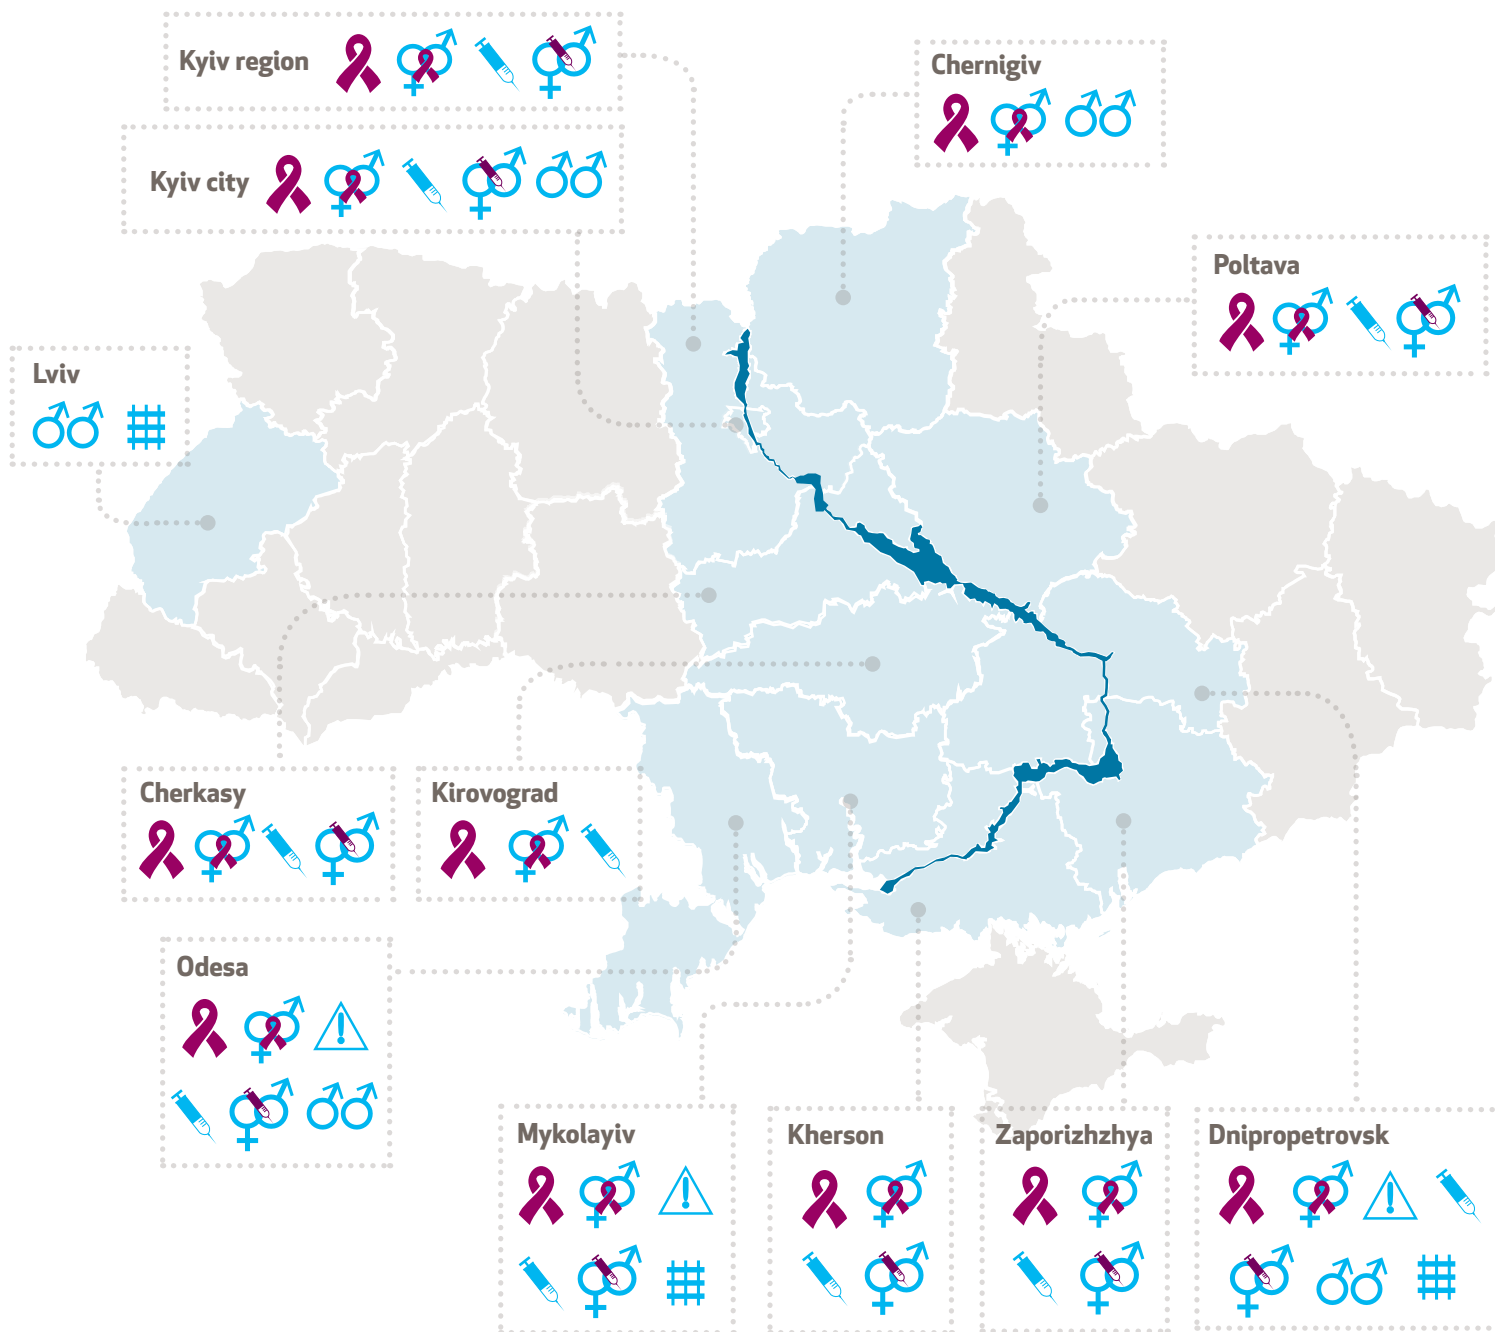 Kyiv region
Kyiv city
Chernigiv
Poltava
Lviv
Cherkasy
Kirovograd
Odesa
Mykolayiv
Kherson
Zaporizhzhya
Dnipropetrovsk